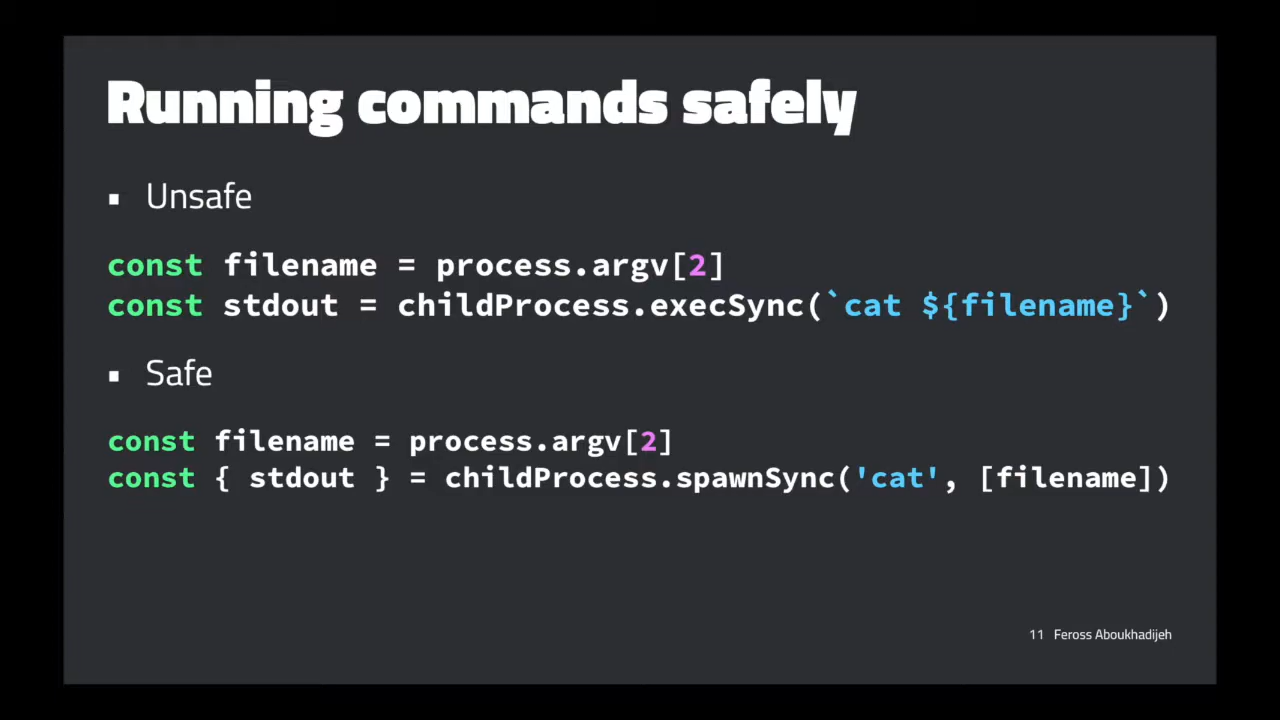 Running commands safely
▪ Unsafe
const filename = process.argv[2]
const stdout = childProcess.execSync(`cat ${filename}`)
▪ Safe
const filename = process.argv[2]
const { stdout } = childProcess.spawnSync('cat', [filename])
11 Feross Aboukhadijeh